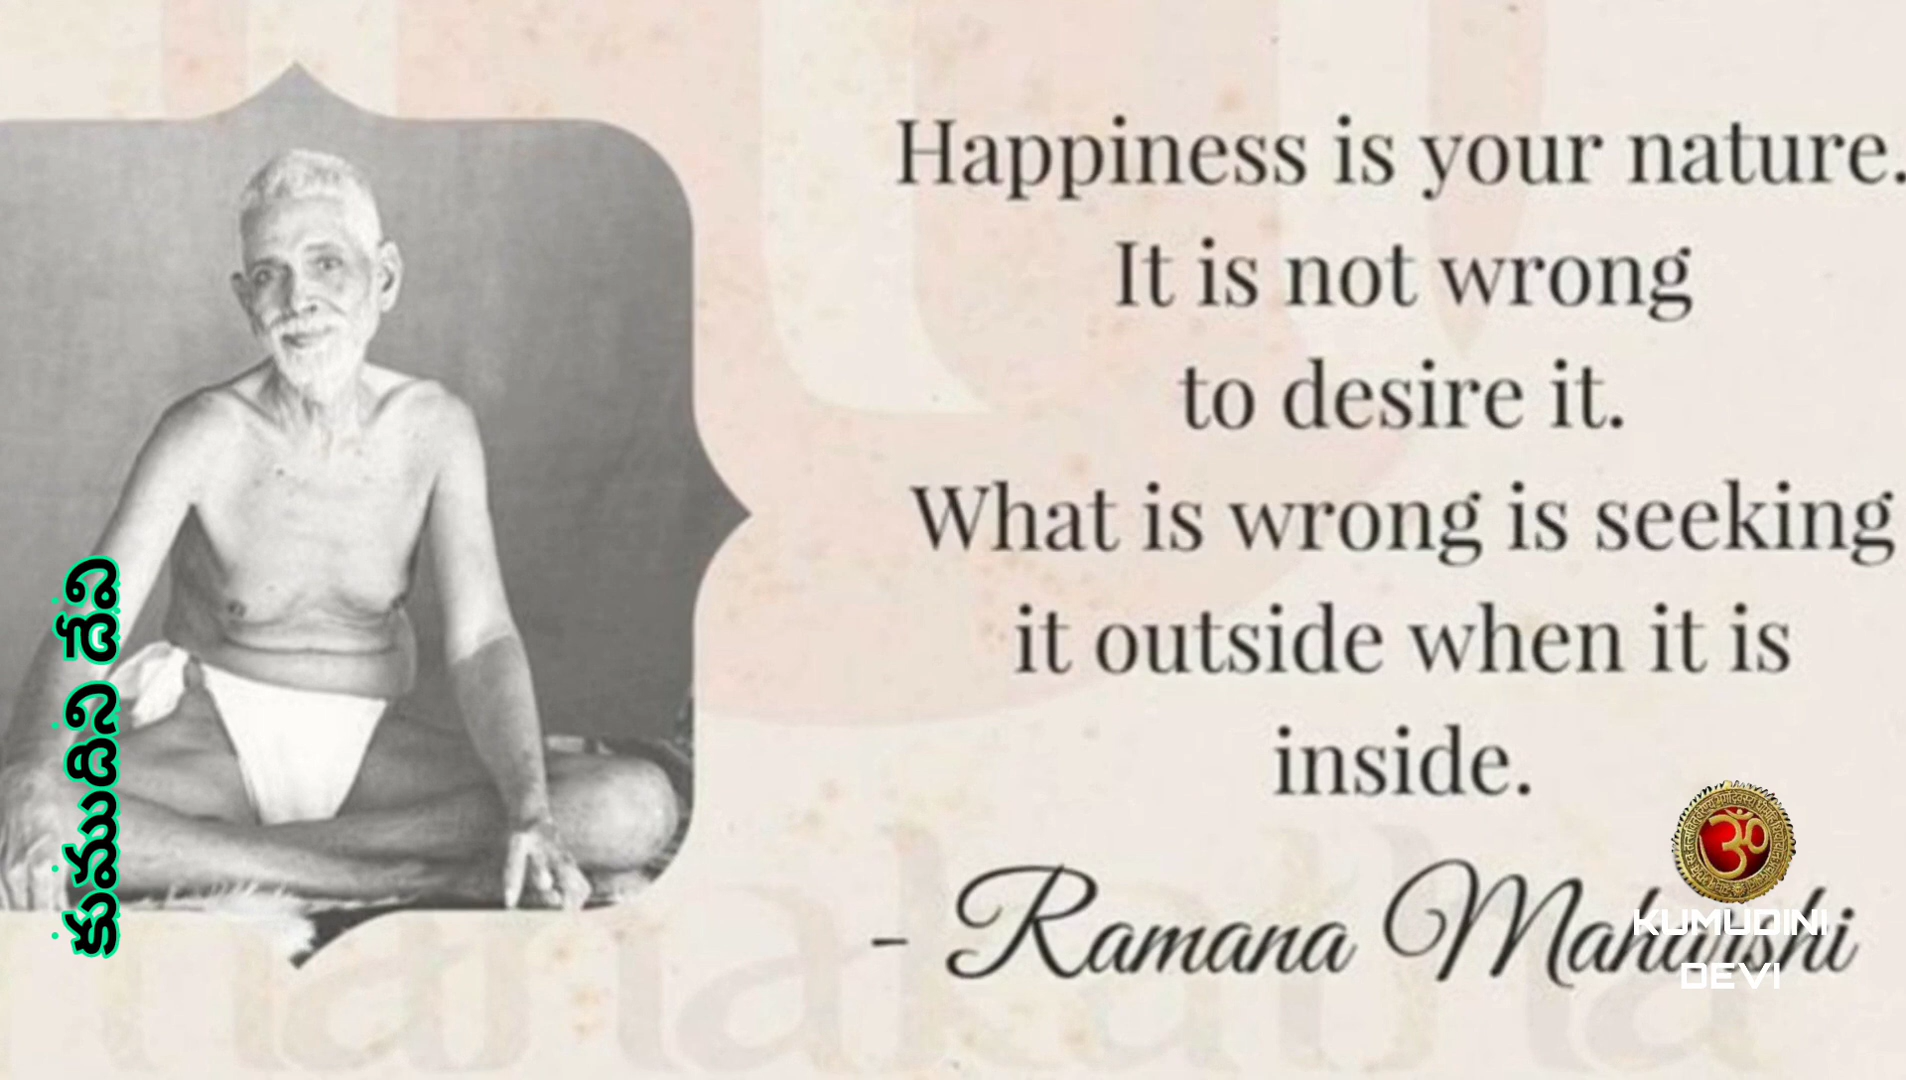 Happiness is your nature.
It is not wrong
to desire it.
What is wrong is seeking
it outside when it is
inside.
- Ramana Maharshi
కుముదిని దేవి
ॐ
KUMUDINI
DEVI